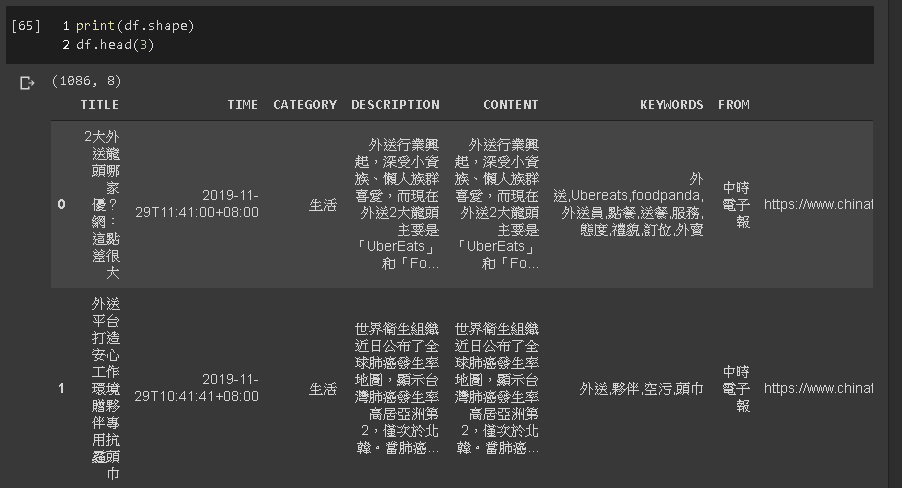 [65] 1 print(df.shape)
2 df.head(3)
(1086, 8)
TITLE TIME CATEGORY DESCRIPTION CONTENT KEYWORDS FROM
0
2大外
送龍
頭哪
家
優？
網：
這點
差很
大
2019-11-
29T11:41:00+08:00
生活
外送行業興
起，深受小資
族、懶人族群
喜愛，而現在
外送2大龍頭
主要是
「UberEats」
和「Fo...
外送行業興
起，深受小資
族、懶人族群
喜愛，而現在
外送2大龍頭
主要是
「UberEats」
和「Fo...
外
送,Ubereats,foodpanda,
外送員,點餐,送餐,服務,
態度,禮貌,訂位,外賣
中時
電子
報
https://www.chinat
1
外送
平台
打造
安心
工作
環境
贈夥
伴專
用抗
霾頭
巾
2019-11-
29T10:41:41+08:00
生活
世界衛生組織
近日公布了全
球肺癌發生率
地圖，顯示台
灣肺癌發生率
高居亞洲第
2，僅次於北
韓。當肺癌...
世界衛生組織
近日公布了全
球肺癌發生率
地圖，顯示台
灣肺癌發生率
高居亞洲第
2，僅次於北
韓。當肺癌...
外送,夥伴,空污,頭巾
中時
電子
報
https://www.chinat